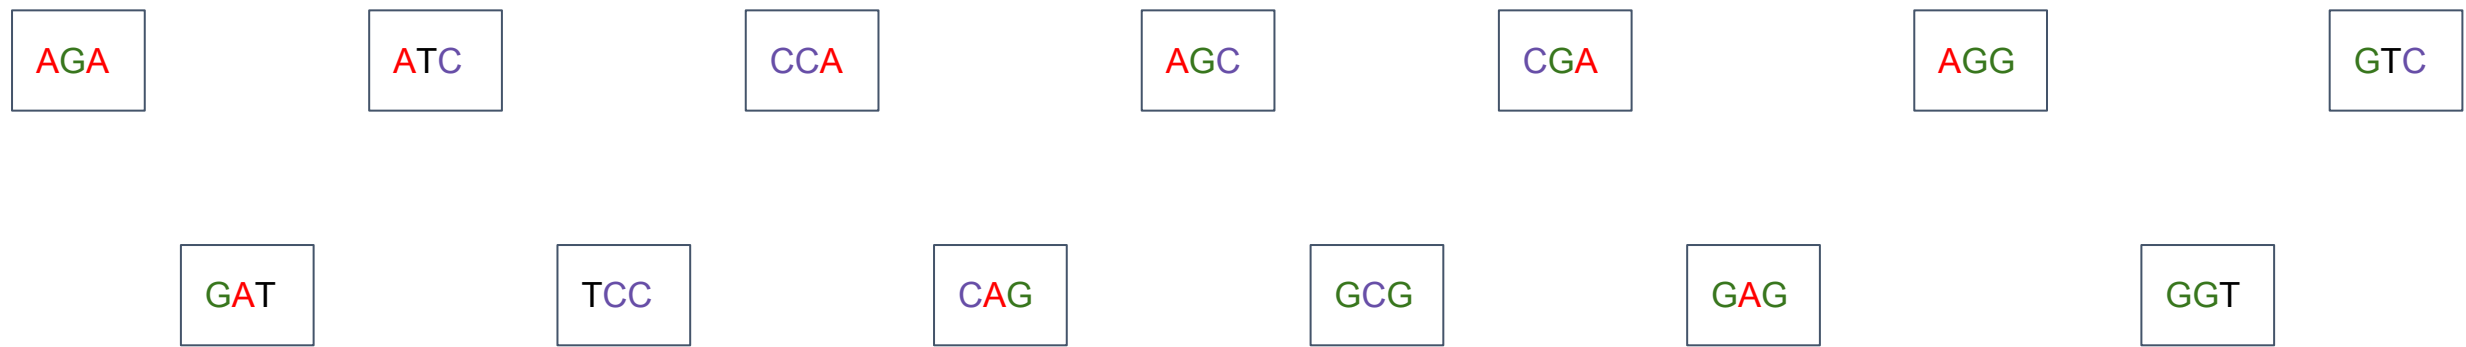 AGA ATC CCA AGC CGA AGG GTC
GAT TCC CAG GCG GAG GGT